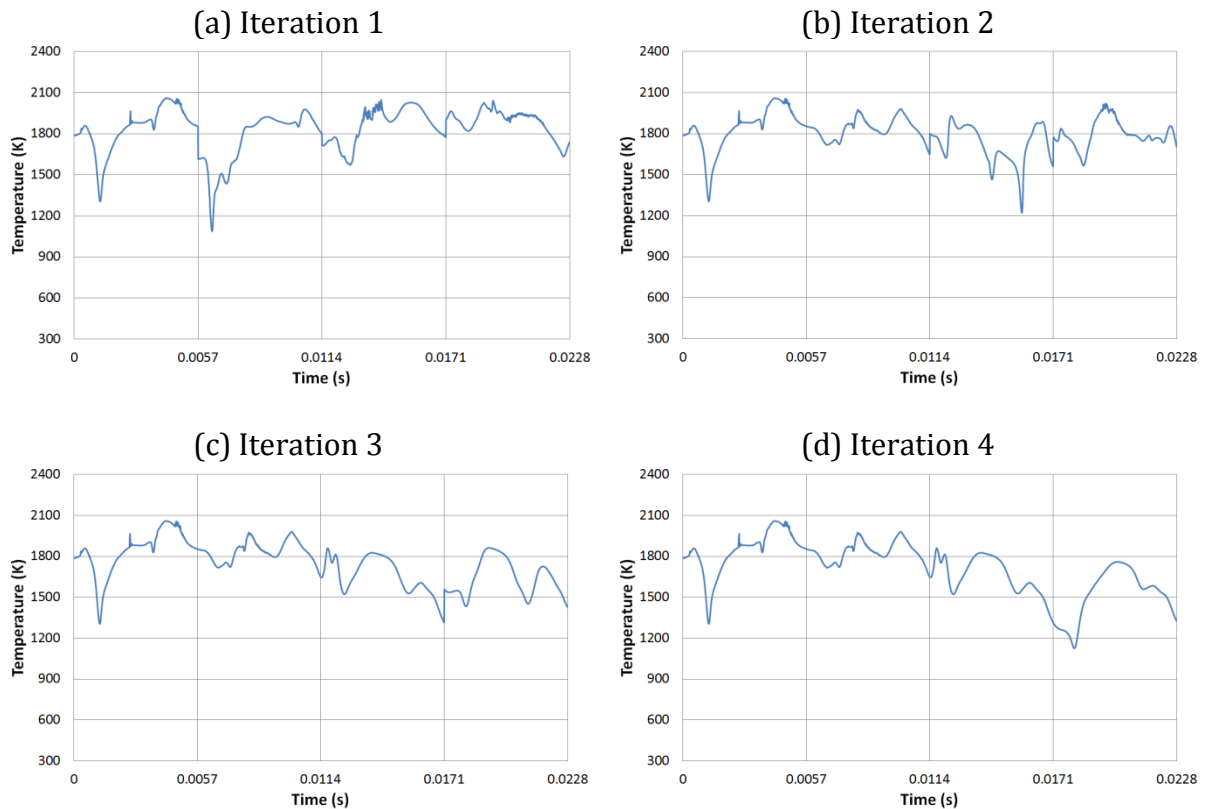 (a) Iteration 1
Temperature (K)
2400
2100
1800
1500
1200
900
600
300
0 0.0057 0.0114 0.0171 0.0228
Time (s)
(b) Iteration 2
Temperature (K)
2400
2100
1800
1500
1200
900
600
300
0 0.0057 0.0114 0.0171 0.0228
Time (s)
(c) Iteration 3
Temperature (K)
2400
2100
1800
1500
1200
900
600
300
0 0.0057 0.0114 0.0171 0.0228
Time (s)
(d) Iteration 4
Temperature (K)
2400
2100
1800
1500
1200
900
600
300
0 0.0057 0.0114 0.0171 0.0228
Time (s)